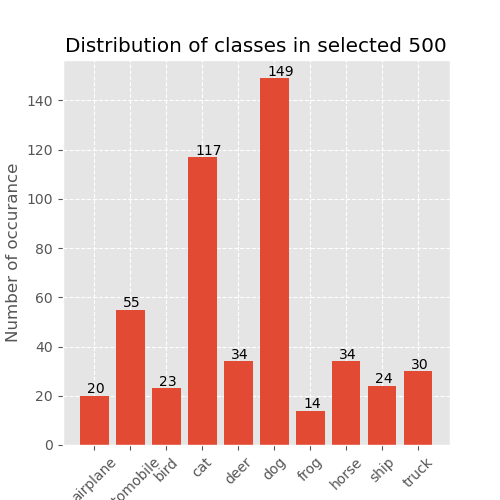 Distribution of classes in selected 500
Number of occurance
140
120
100
80
60
40
20
0
20
55
23
117
34
149
14
34
24
30
airplane
tomobile
bird
cat
deer
dog
frog
horse
ship
truck